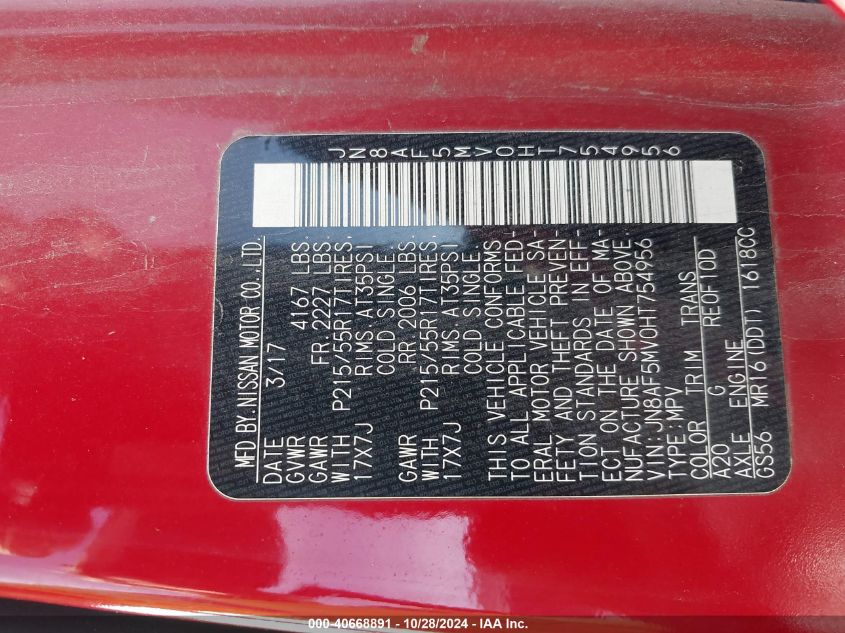 JN8AF5MV0HT754956
MFD BY:NISSAN MOTOR CO.,LTD.
DATE 3/17
GVWR 4167 LBS.
GAWR FR.2227 LBS.
WITH P215/55R17TIRES.
17X7J RIMS:AT35PSI
COLD SINGLE.
GAWR RR 2006 LBS.
WITH P215/55R17TIRES.
17X7J RIMS:AT35PSI
COLD SINGLE.
THIS VEHICLE CONFORMS
TO ALL APPLICABLE FED-
ERAL MOTOR VEHICLE SA-
FETY AND THEFT PREVEN-
TION STANDARDS IN EFF-
ECT ON THE DATE OF MA-
NUFACTURE SHOWN ABOVE.
VIN:JN8AF5MV0HT754956
TYPE:MPV
COLOR TRIM TRANS
A20 G RE0F10D
AXLE ENGINE
GS56 MR16(DDT) 1618CC
000-40668891 - 10/28/2024 - IAA Inc.